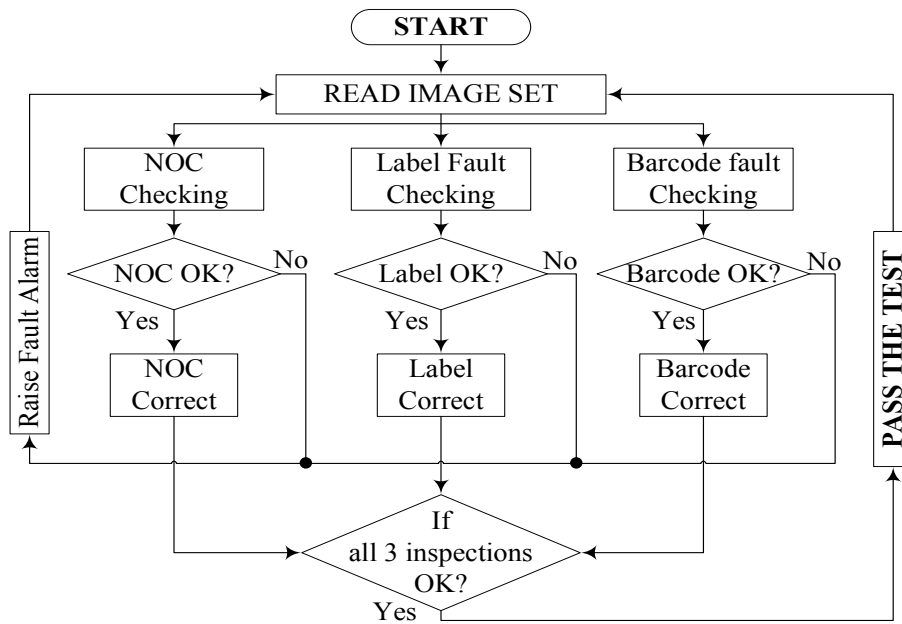 START
READ IMAGE SET
NOC
Checking
Label Fault
Checking
Barcode fault
Checking
NOC OK?
No
Label OK?
No
Barcode OK?
No
Yes
Yes
Yes
NOC
Correct
Label
Correct
Barcode
Correct
Raise Fault Alarm
PASS THE TEST
If
all 3 inspections
OK?
Yes